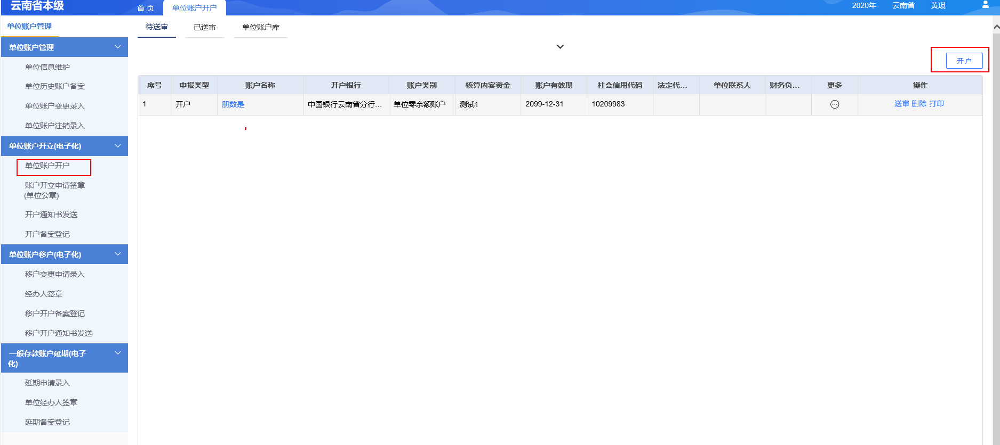 云南省本级
首 页
单位账户开户
2020年
云南省
黄琪
单位账户管理
待送审
已送审
单位账户库
单位账户管理
单位信息维护
单位历史账户备案
单位账户变更录入
单位账户注销录入
单位账户开立(电子化)
单位账户开户
账户开立申请签章
(单位公章)
开户通知书发送
开户备案登记
单位账户移户(电子化)
移户变更申请录入
经办人签章
移户开户备案登记
移户开户通知书发送
一般存款账户延期(电子
化)
延期申请录入
单位经办人签章
延期备案登记
开 户
序号 申报类型 账户名称 开户银行 账户类别 核算内容资金 账户有效期 社会信用代码 法定代... 单位联系人 财务负... 更多 操作
1 开户 册数是 中国银行云南省分行... 单位零余额账户 测试1 2099-12-31 10209983 送审 删除 打印